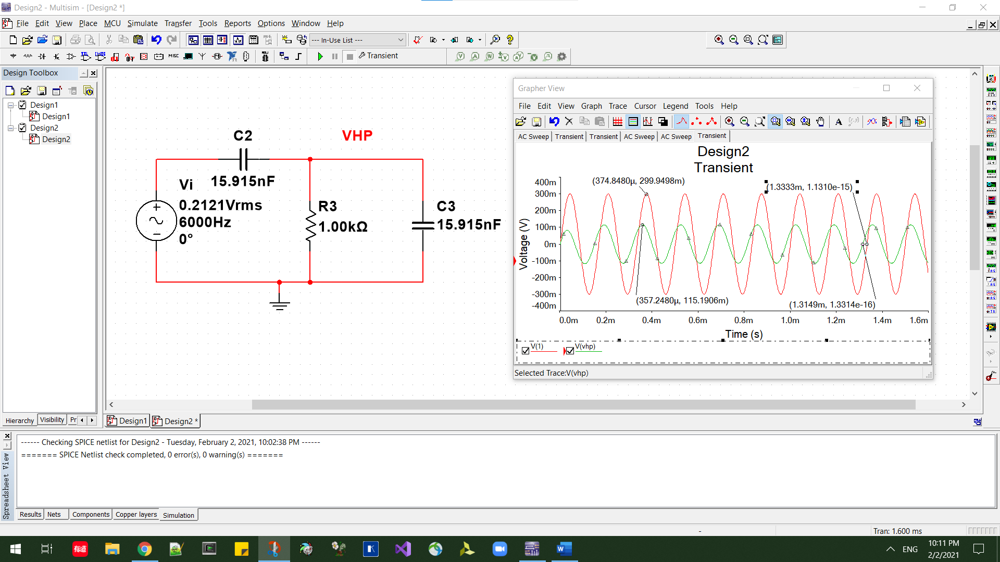 Design2 - Multisim - [Design2 *]
File Edit View Place MCU Simulate Transfer Tools Reports Options Window Help
--- In-Use List ---
MISC
Transient
Design Toolbox
Design1
Design1
Design2
Design2
C2
15.915nF
VHP
Vi
0.2121Vrms
6000Hz
0°
R3
1.00kΩ
C3
15.915nF
Grapher View
File Edit View Graph Trace Cursor Legend Tools Help
AC Sweep Transient Transient AC Sweep AC Sweep Transient
Design2
Transient
(374.8480µ, 299.9498m)
(1.3333m, 1.1310e-15)
400m
300m
200m
100m
0m
-100m
-200m
-300m
-400m
Voltage (V)
(357.2480µ, 115.1906m)
(1.3149m, 1.3314e-16)
0.0m 0.2m 0.4m 0.6m 0.8m 1.0m 1.2m 1.4m 1.6m
Time (s)
V(1) V(vhp)
Selected Trace:V(vhp)
Hierarchy Visibility Pr
Design1 Design2 *
Spreadsheet View
------ Checking SPICE netlist for Design2 - Tuesday, February 2, 2021, 10:02:38 PM ------
======= SPICE Netlist check completed, 0 error(s), 0 warning(s) =======
Results Nets Components Copper layers Simulation
-
Tran: 1.600 ms
有道
K
ENG
10:11 PM
2/2/2021